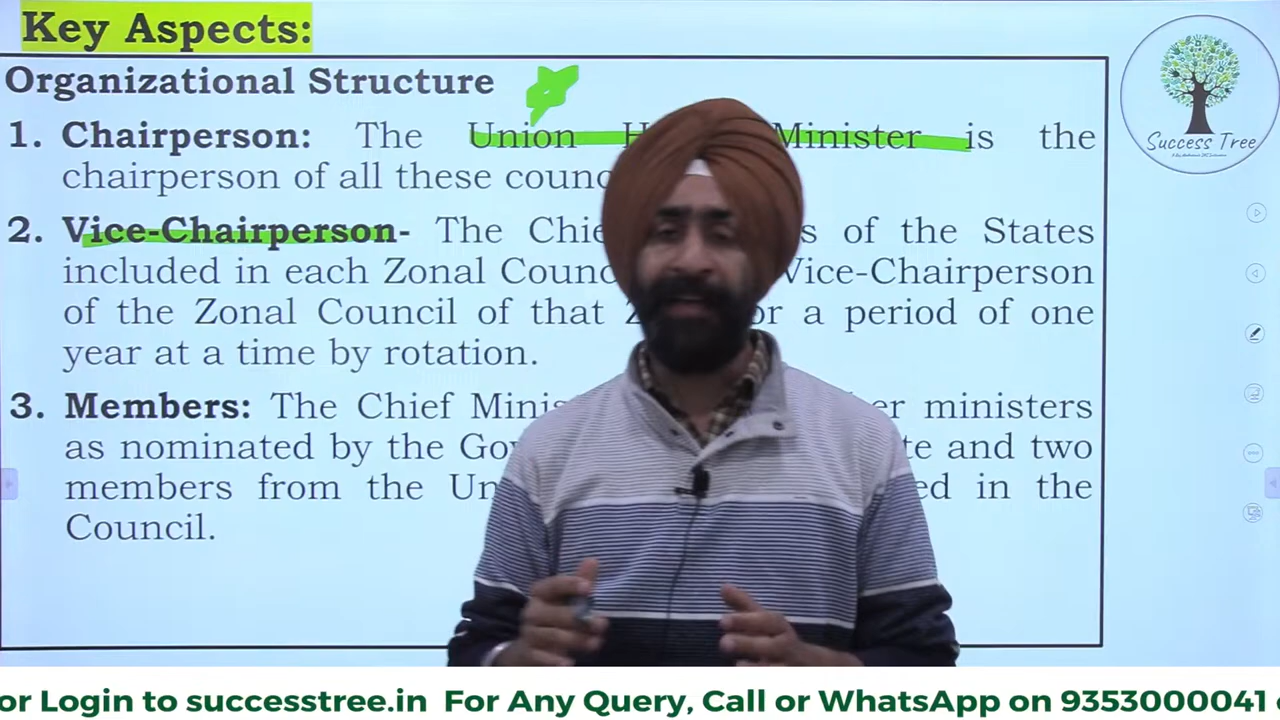 Key Aspects:
Organizational Structure
1. Chairperson: The Union H Minister is the
chairperson of all these counc
2. Vice-Chairperson- The Chie s of the States
included in each Zonal Counc Vice-Chairperson
of the Zonal Council of that Z or a period of one
year at a time by rotation.
3. Members: The Chief Minis er ministers
as nominated by the Gov te and two
members from the Un ed in the
Council.
Success Tree
or Login to successtree.in For Any Query, Call or WhatsApp on 9353000041